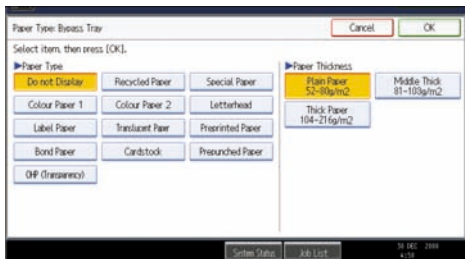 Paper Type: Bypass Tray
Cancel
OK
Select item, then press [OK].
▶Paper Type
▶Paper Thickness
Do not Display
Recycled Paper
Special Paper
Plain Paper
52-80g/m2
Middle Thick
81-103g/m2
Colour Paper 1
Colour Paper 2
Letterhead
Thick Paper
104-216g/m2
Label Paper
Translucent Paper
Preprinted Paper
Bond Paper
Cardstock
Prepunched Paper
OHP (Transparency)
System Status
Job List
30 DEC